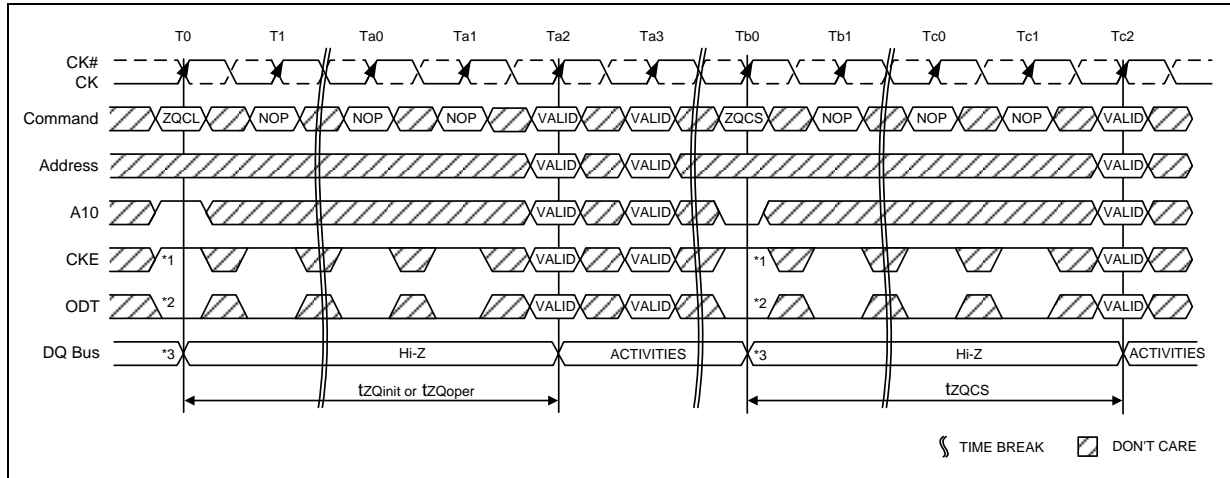 T0 T1 Ta0 Ta1 Ta2 Ta3 Tb0 Tb1 Tc0 Tc1 Tc2
CK#
CK
Command ZQCL NOP NOP NOP VALID VALID ZQCS NOP NOP NOP VALID
Address VALID VALID VALID
A10 VALID VALID VALID
CKE *1 VALID VALID *1 VALID
ODT *2 VALID VALID *2 VALID
DQ Bus *3 Hi-Z ACTIVITIES *3 Hi-Z ACTIVITIES
tZQinit or tZQoper tZQCS
TIME BREAK DON'T CARE